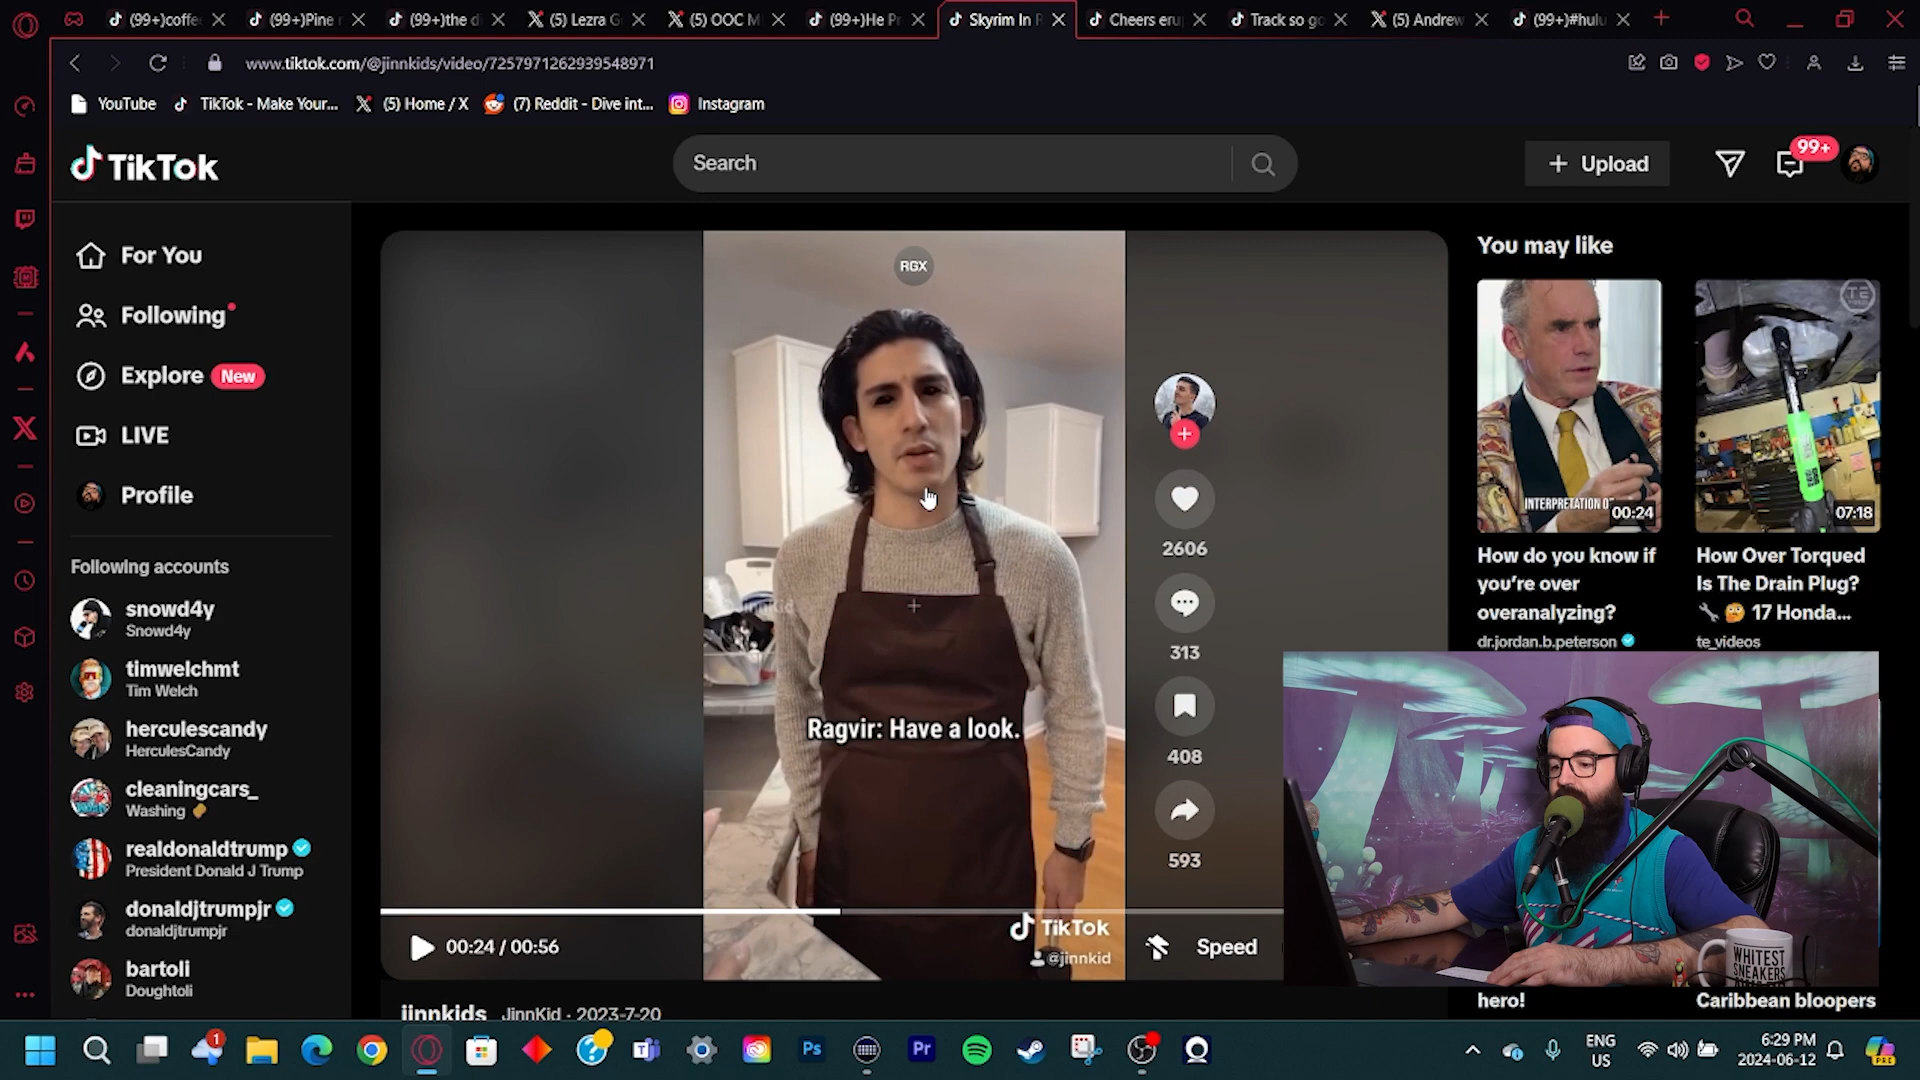 (99+)coffe
(99+)Pine r
(99+)the di
(5) Lezra G
(5) OOC M
(99+)He Pr
Skyrim In R
Cheers eru
Track so go
(5) Andrew
(99+)#hulu
www.tiktok.com/@jinnkids/video/7257971262939548971
YouTube
TikTok - Make Your...
(5) Home / X
(7) Reddit - Dive int...
Instagram
TikTok
Search
Upload
99+
For You
Following
Explore New
LIVE
Profile
Following accounts
snowd4y
Snowd4y
timwelchmt
Tim Welch
herculescandy
HerculesCandy
cleaningcars_
Washing
realdonaldtrump
President Donald J Trump
donaldjtrumpjr
donaldjtrumpjr
bartoli
Doughtoli
RGX
Ragvir: Have a look.
TikTok
@jinnkid
00:24 / 00:56
Speed
2606
313
408
593
jinnkids JinnKid · 2023-7-20
You may like
INTERPRETATION O
00:24
TE
07:18
How do you know if
you're over
overanalyzing?
dr.jordan.b.peterson
How Over Torqued
Is The Drain Plug?
17 Honda...
te_videos
WHITEST
SNEAKERS
hero!
Caribbean bloopers
1
Ps
Pr
ENG
US
6:29 PM
2024-06-12
PRE